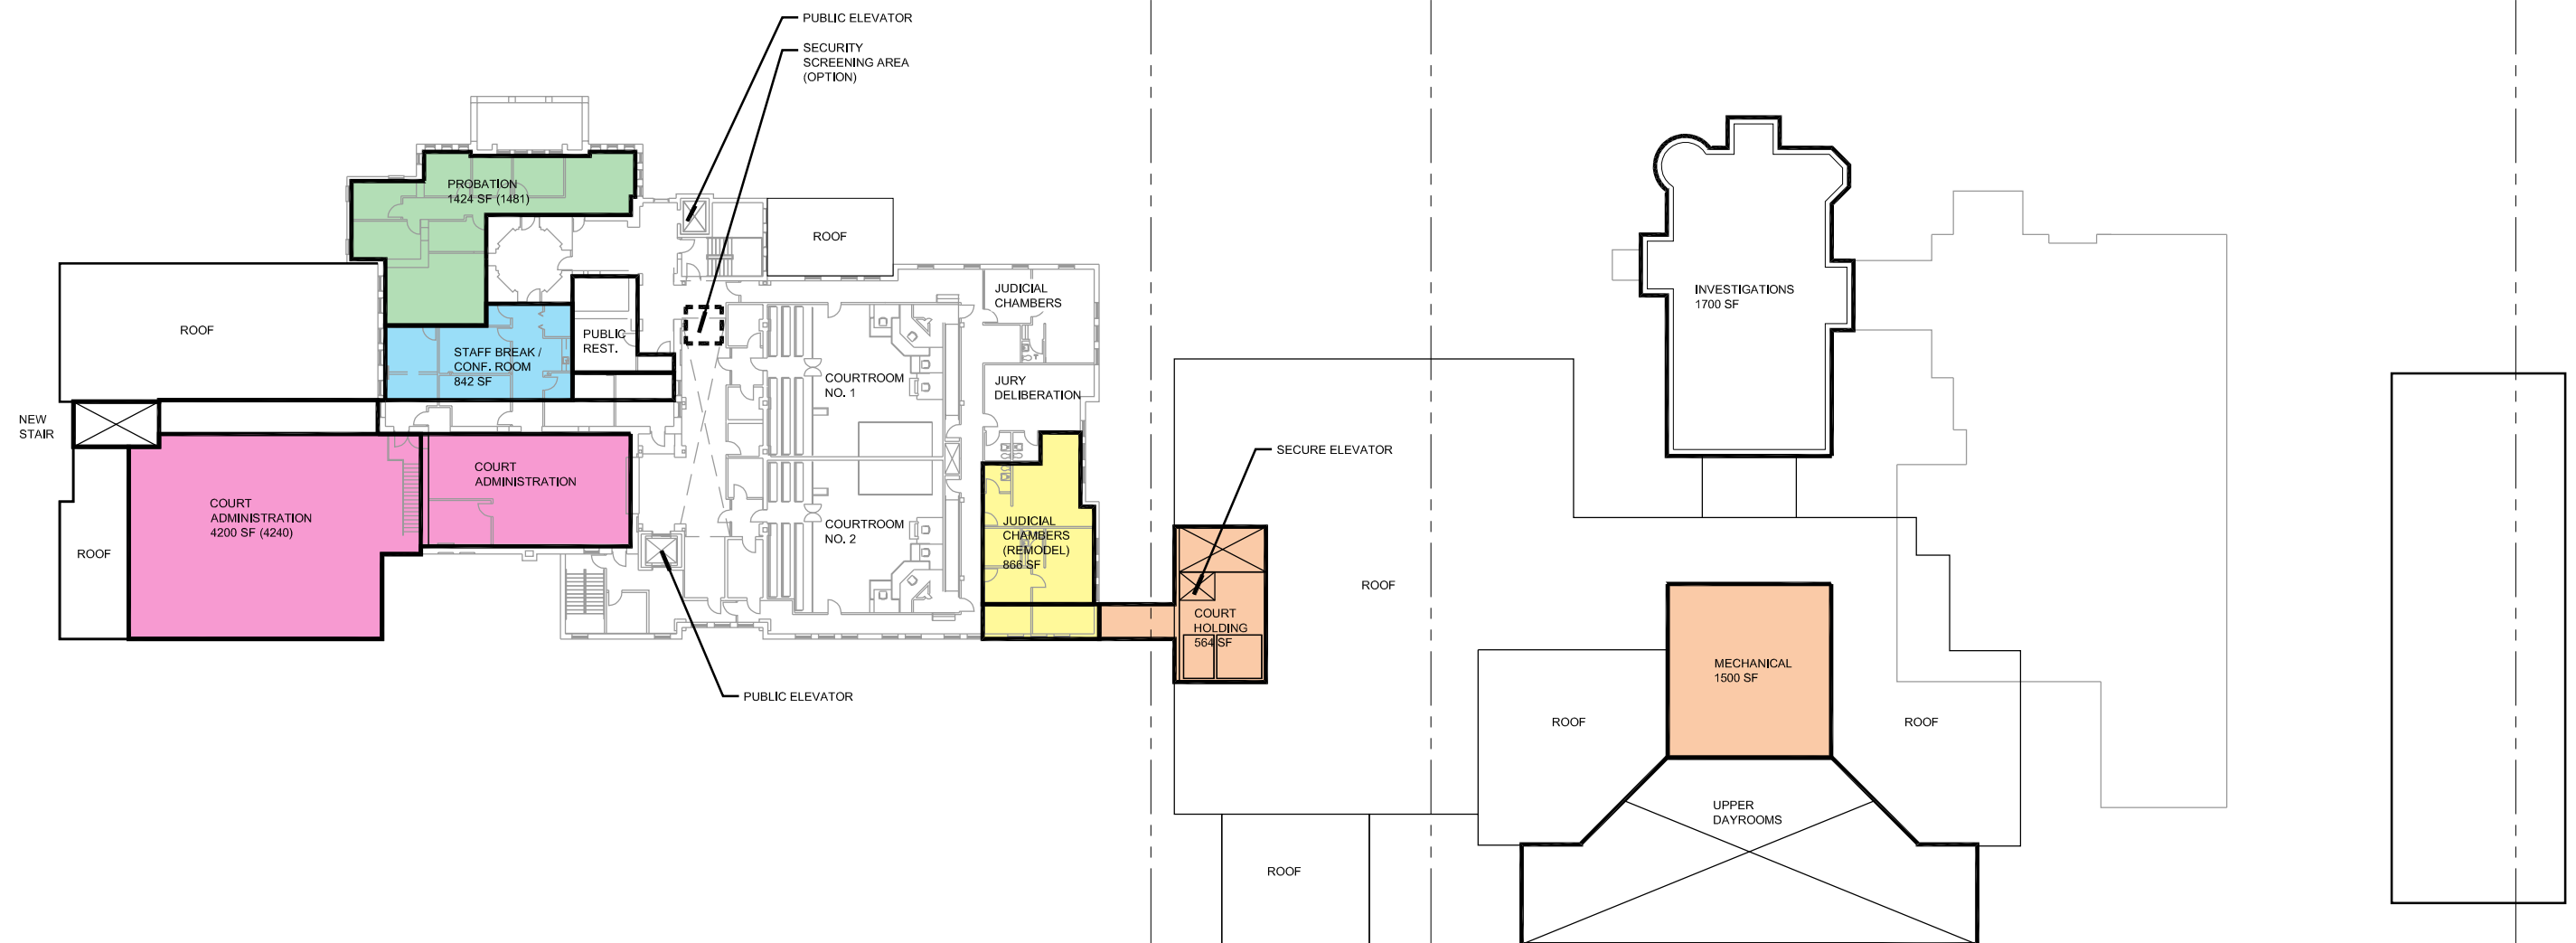 PUBLIC ELEVATOR
SECURITY
SCREENING AREA
(OPTION)
PROBATION
1424 SF (1481)
ROOF
ROOF
PUBLIC
REST.
STAFF BREAK /
CONF. ROOM
842 SF
NEW
STAIR
COURT
ADMINISTRATION
4200 SF (4240)
COURT
ADMINISTRATION
ROOF
COURTROOM
NO. 1
COURTROOM
NO. 2
JUDICIAL
CHAMBERS
JURY
DELIBERATION
JUDICIAL
CHAMBERS
(REMODEL)
866 SF
PUBLIC ELEVATOR
SECURE ELEVATOR
COURT
HOLDING
564 SF
ROOF
INVESTIGATIONS
1700 SF
MECHANICAL
1500 SF
ROOF
ROOF
UPPER
DAYROOMS
ROOF